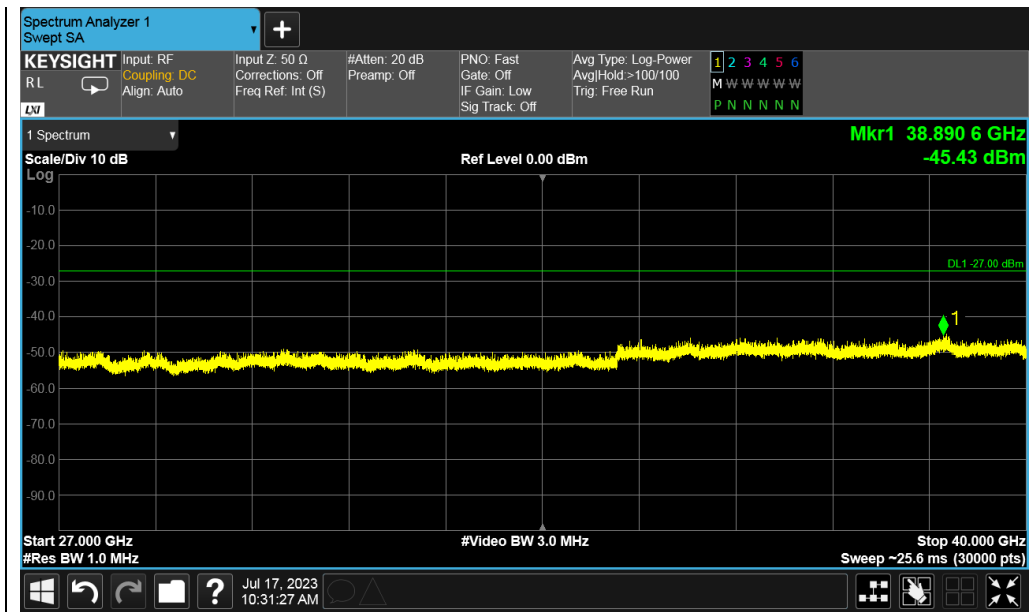 Spectrum Analyzer 1
Swept SA
+
KEYSIGHT
R L
LXI
Input: RF
Coupling: DC
Align: Auto
Input Z: 50 Ω
Corrections: Off
Freq Ref: Int (S)
#Atten: 20 dB
Preamp: Off
PNO: Fast
Gate: Off
IF Gain: Low
Sig Track: Off
Avg Type: Log-Power
Avg|Hold:>100/100
Trig: Free Run
1 2 3 4 5 6
M W W W W W
P N N N N N
1 Spectrum
Mkr1 38.890 6 GHz
Scale/Div 10 dB
Ref Level 0.00 dBm
-45.43 dBm
Log
-10.0
-20.0
DL1 -27.00 dBm
-30.0
-40.0
1
-50.0
-60.0
-70.0
-80.0
-90.0
Start 27.000 GHz
#Video BW 3.0 MHz
Stop 40.000 GHz
#Res BW 1.0 MHz
Sweep ~25.6 ms (30000 pts)
?
Jul 17, 2023
10:31:27 AM